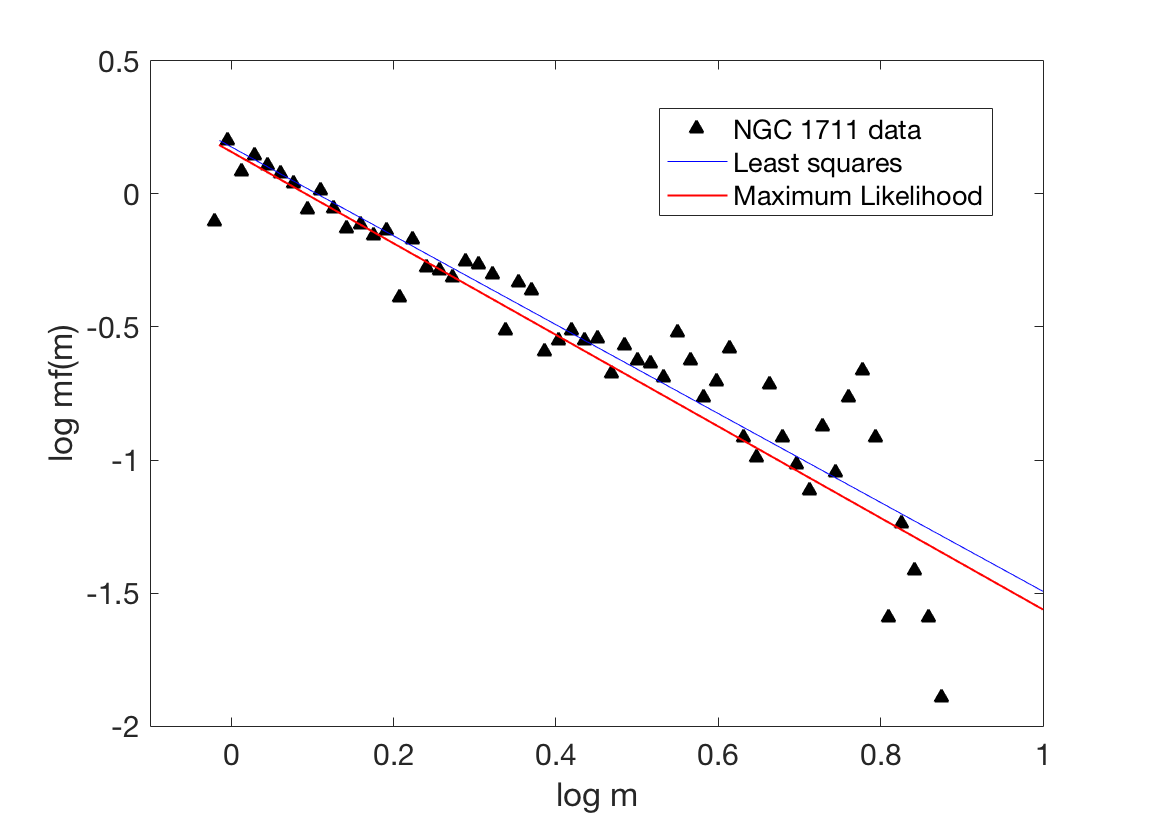 0.5
0
-0.5
-1
-1.5
-2
log mf(m)
NGC 1711 data
Least squares
Maximum Likelihood
0 0.2 0.4 0.6 0.8 1
log m